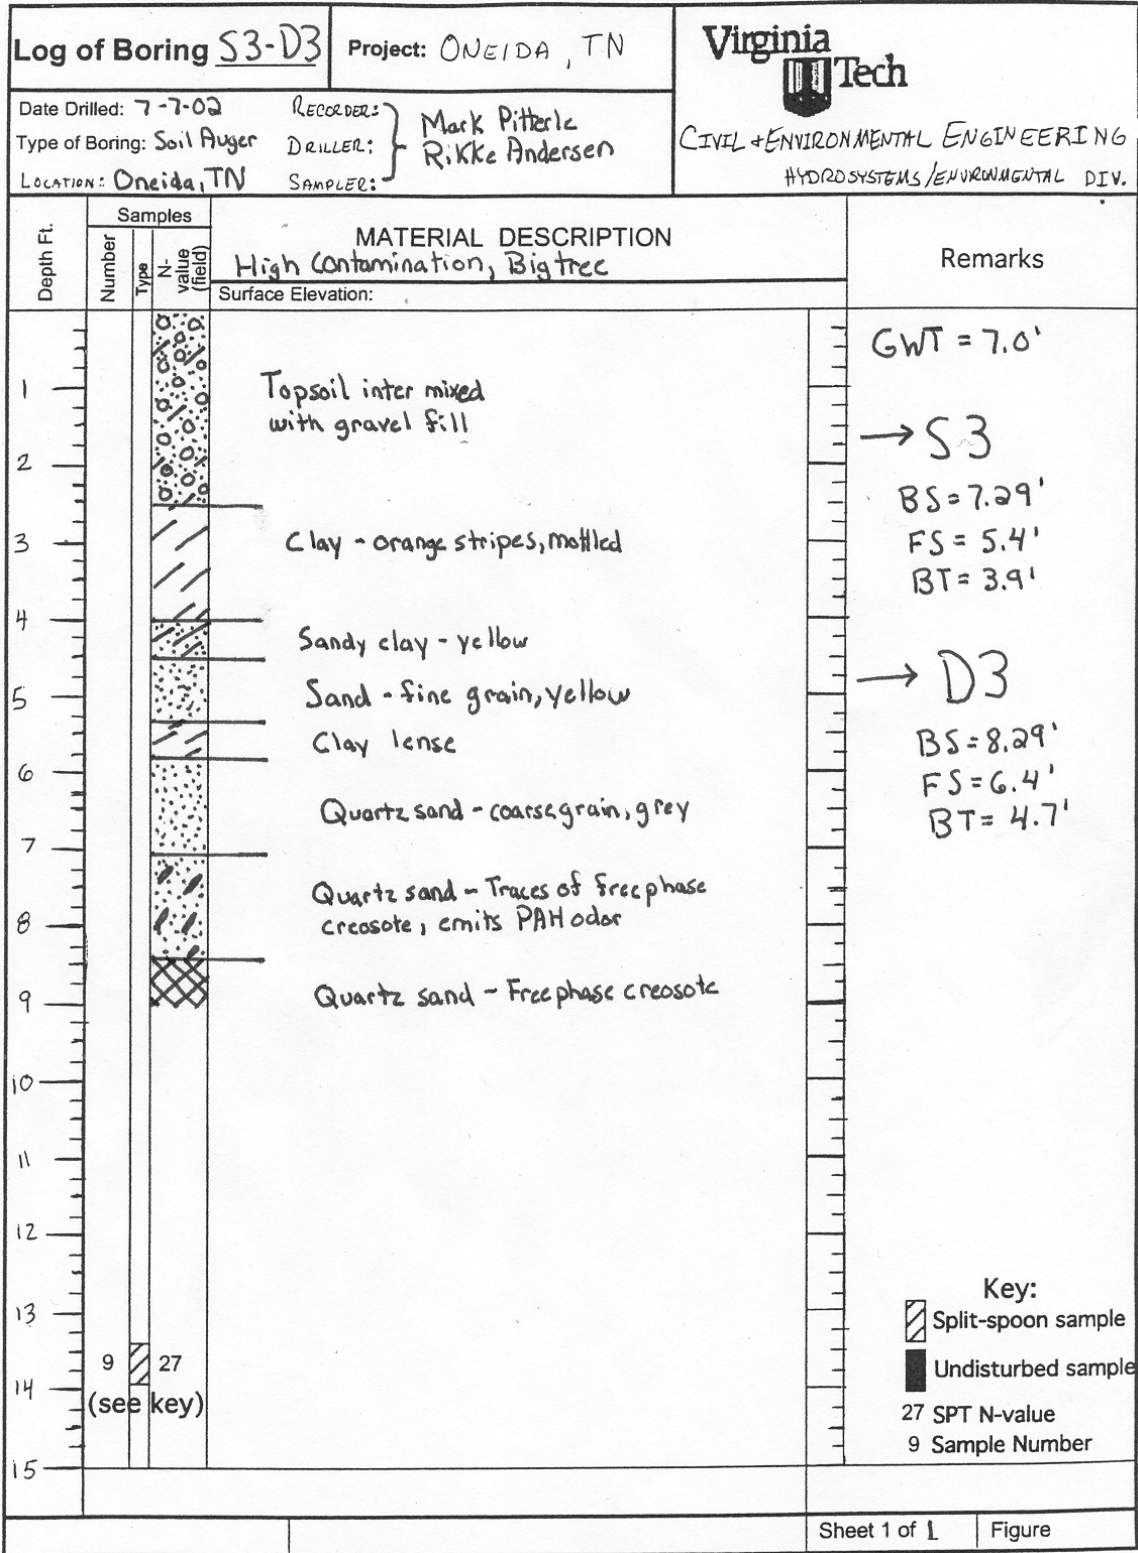 Log of Boring S3-D3
Project: ONEIDA, TN
Virginia
Tech
CIVIL + ENVIRONMENTAL ENGINEERING
HYDROSYSTEMS/ENVIRONMENTAL DIV.
Date Drilled: 7-7-02
Type of Boring: Soil Auger
LOCATION: Oneida, TN
RECORDER:
DRILLER:
SAMPLER:
Mark Pitterle
Rikke Andersen
Depth Ft.
Samples
Number
Type
N-value (field)
MATERIAL DESCRIPTION
High Contamination, Big tree
Surface Elevation:
Remarks
1
2
3
4
5
6
7
8
9
10
11
12
13
14
15
Topsoil inter mixed
with gravel fill
Clay - orange stripes, mottled
Sandy clay - yellow
Sand - fine grain, yellow
Clay lense
Quartz sand - coarse grain, grey
Quartz sand - Traces of free phase
creosote, emits PAH odor
Quartz sand - Free phase creosote
GWT = 7.0'
→ S3
BS = 7.29'
FS = 5.4'
BT = 3.9'
→ D3
BS = 8.29'
FS = 6.4'
BT = 4.7'
9 27
(see key)
Key:
Split-spoon sample
Undisturbed sample
27 SPT N-value
9 Sample Number
Sheet 1 of 1
Figure